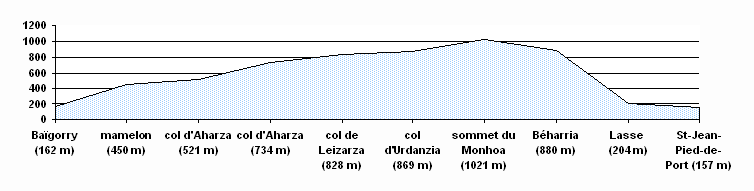 1200
1000
800
600
400
200
0
Baïgorry mamelon col d'Aharza col d'Aharza col de col sommet du Béharria Lasse St-Jean-
(162 m) (450 m) (521 m) (734 m) Leizarza d'Urdanzia Monhoa (880 m) (204 m) Pied-de-
(828 m) (869 m) (1021 m) Port (157 m)